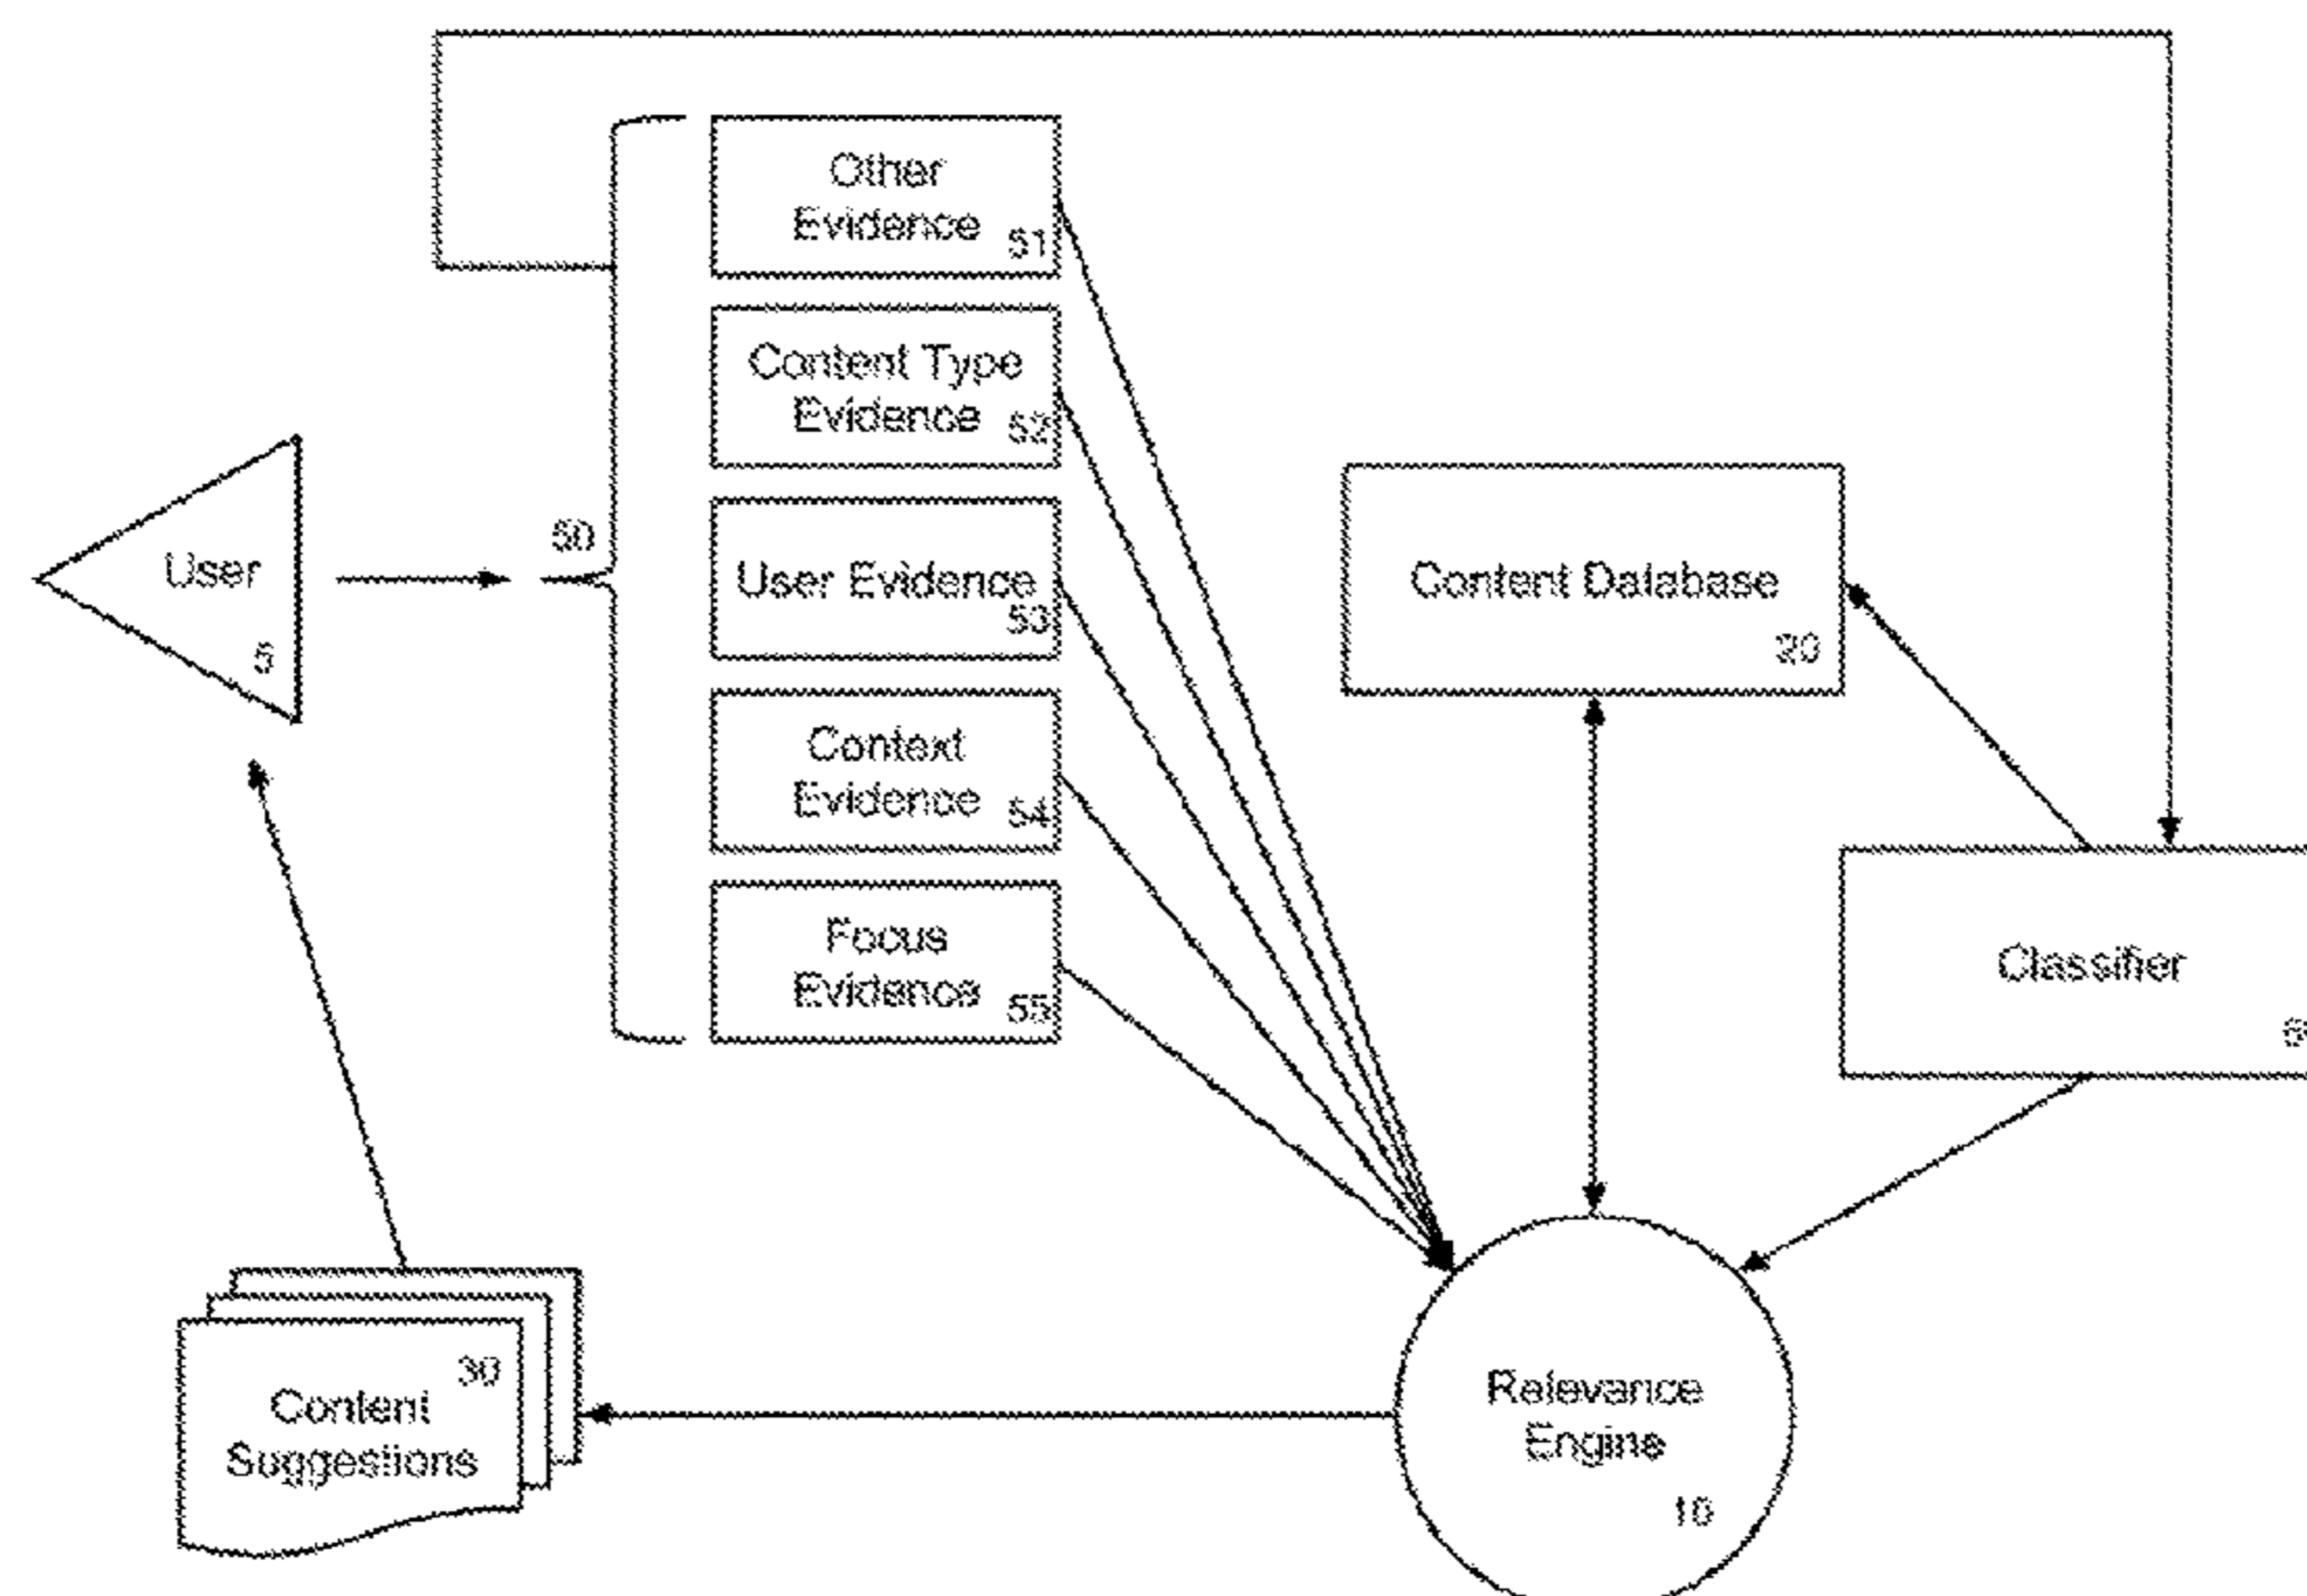 Other
Evidence 51
Content Type
Evidence 52
User
5
50
User Evidence
53
Content Database
20
Context
Evidence 54
Focus
Evidence 55
Classifier
30
Content
Suggestions
Relevance
Engine
10